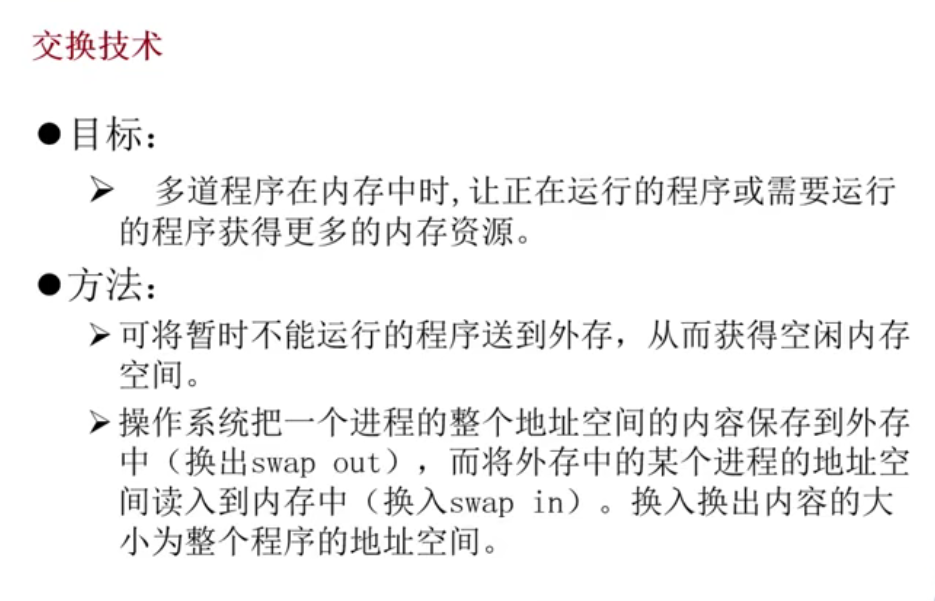 交换技术
●目标：
➢ 多道程序在内存中时,让正在运行的程序或需要运行
的程序获得更多的内存资源。
●方法：
➢可将暂时不能运行的程序送到外存，从而获得空闲内存
空间。
➢操作系统把一个进程的整个地址空间的内容保存到外存
中（换出swap out），而将外存中的某个进程的地址空
间读入到内存中（换入swap in）。换入换出内容的大
小为整个程序的地址空间。